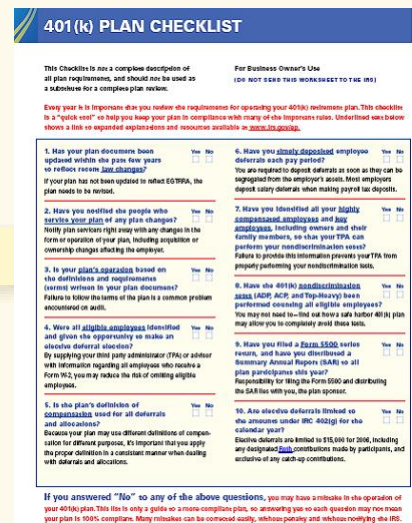 401(k) PLAN CHECKLIST
This Checklist is not a complete description of
all plan requirements, and should not be used as
a substitute for a complete plan review.
For Business Owner's Use
(DO NOT SEND THIS WORKSHEET TO THE IRS)
Every year it is important that you review the requirements for operating your 401(k) retirement plan. This checklist
is a "quick tool" to help you keep your plan in compliance with many of the important rules. Underlined text below
shows a link to expanded explanations and resources available at www.irs.gov/ep.
1. Has your plan document been
updated within the past few years
to reflect recent law changes?
Yes No
If your plan has not been updated to reflect EGTRRA, the
plan needs to be revised.
2. Have you notified the people who
service your plan of any plan changes?
Yes No
Notify plan services right away with any changes in the
form or operation of your plan, including acquisition or
ownership changes affecting the employer.
3. Is your plan's operation based on
the definitions and requirements
(terms) written in your plan document?
Yes No
Failure to follow the terms of the plan is a common problem
encountered on audit.
4. Were all eligible employees identified
and given the opportunity to make an
elective deferral election?
Yes No
By supplying your third party administrator (TPA) or advisor
with information regarding all employees who receive a
Form W-2, you may reduce the risk of omitting eligible
employees.
5. Is the plan's definition of
compensation used for all deferrals
and allocations?
Yes No
Because your plan may use different definitions of compen-
sation for different purposes, it's important that you apply
the proper definition in a consistent manner when dealing
with deferrals and allocations.
6. Have you timely deposited employee
deferrals each pay period?
Yes No
You are required to deposit deferrals as soon as they can be
segregated from the employer's assets. Most employers
deposit salary deferrals when making payroll tax deposits.
7. Have you identified all your highly
compensated employees and key
employees, including owners and their
family members, so that your TPA can
perform your nondiscrimination tests?
Yes No
Failure to provide this information prevents your TPA from
properly performing your nondiscrimination tests.
8. Have the 401(k) nondiscrimination
tests (ADP, ACP, and Top-Heavy) been
performed counting all eligible employees?
Yes No
You may not need to—find out how a safe harbor 401(k) plan
may allow you to completely avoid these tests.
9. Have you filed a Form 5500 series
return, and have you distributed a
Summary Annual Report (SAR) to all
plan participants this year?
Yes No
Responsibility for filing the Form 5500 and distributing
the SAR lies with you, the plan sponsor.
10. Are elective deferrals limited to
the amounts under IRC 402(g) for the
calendar year?
Yes No
Elective deferrals are limited to $15,000 for 2006, including
any designated Roth contributions made by participants, and
exclusive of any catch-up contributions.
If you answered "No" to any of the above questions, you may have a mistake in the operation of
your 401(k) plan. This list is only a guide to a more compliant plan, so answering yes to each question may not mean
your plan is 100% compliant. Many mistakes can be corrected easily, without penalty and without notifying the IRS.